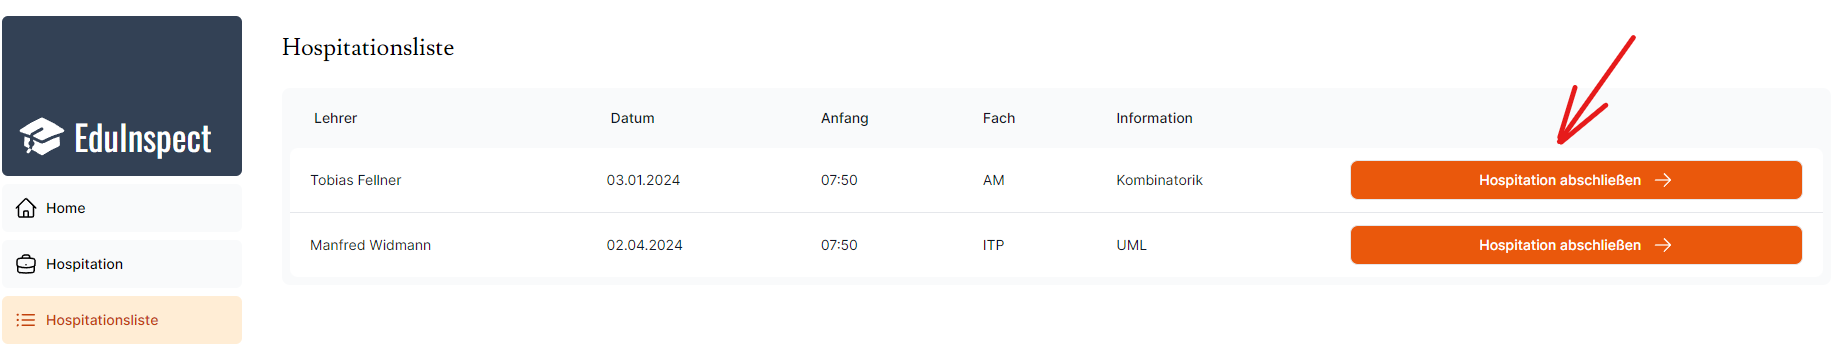 EduInspect
Home
Hospitation
Hospitationsliste
Hospitationsliste
Lehrer Datum Anfang Fach Information
Tobias Fellner 03.01.2024 07:50 AM Kombinatorik Hospitation abschließen
Manfred Widmann 02.04.2024 07:50 ITP UML Hospitation abschließen